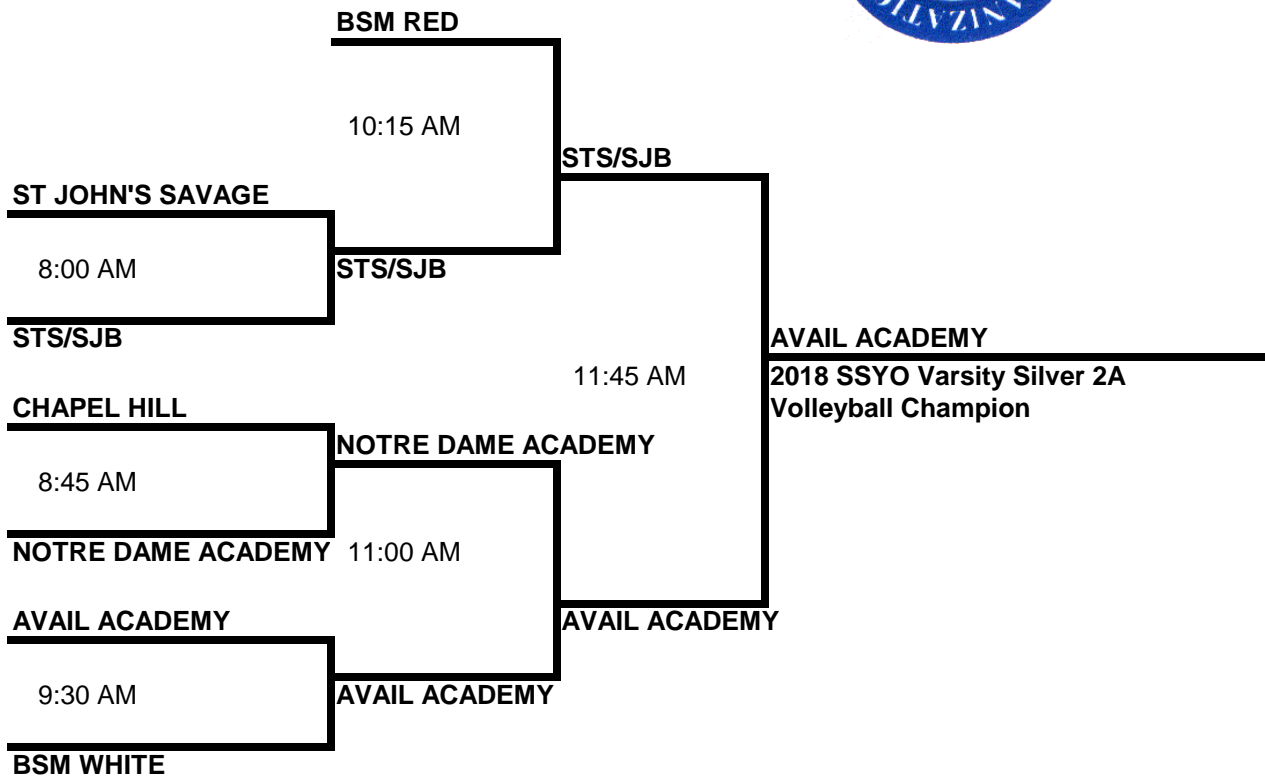 BSM RED
10:15 AM
STS/SJB
ST JOHN'S SAVAGE
8:00 AM
STS/SJB
STS/SJB
AVAIL ACADEMY
11:45 AM
2018 SSYO Varsity Silver 2A
Volleyball Champion
CHAPEL HILL
NOTRE DAME ACADEMY
8:45 AM
NOTRE DAME ACADEMY
11:00 AM
AVAIL ACADEMY
AVAIL ACADEMY
9:30 AM
AVAIL ACADEMY
BSM WHITE